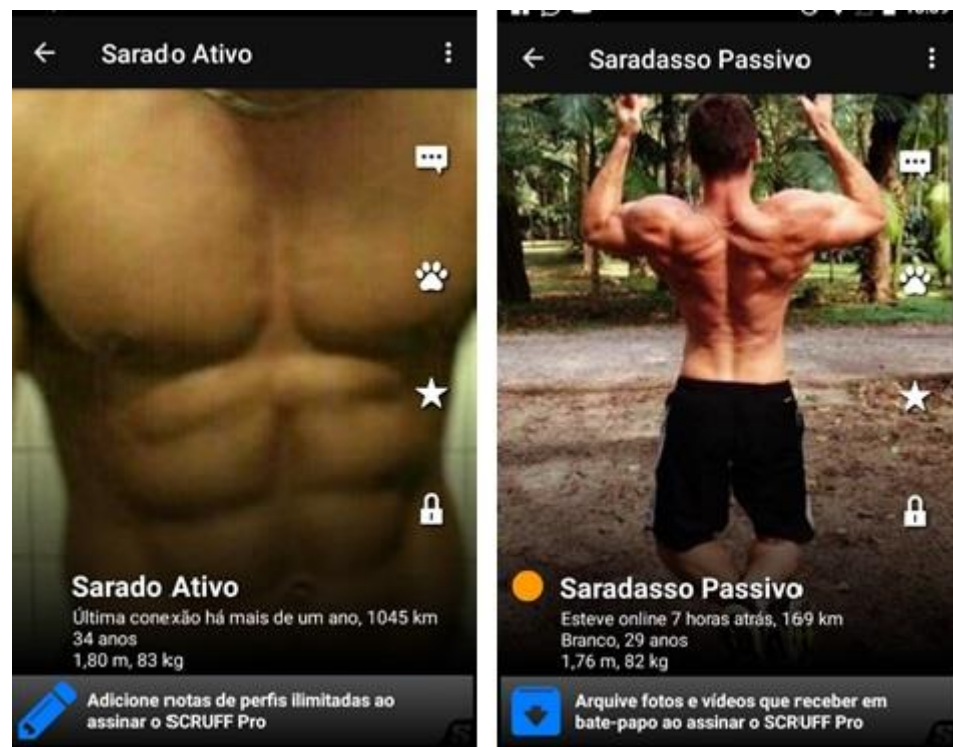 Sarado Ativo
Sarado Ativo
Última conexão há mais de um ano, 1045 km
34 anos
1,80 m, 83 kg
Adicione notas de perfis ilimitadas ao
assinar o SCRUFF Pro
Saradasso Passivo
Saradasso Passivo
Esteve online 7 horas atrás, 169 km
Branco, 29 anos
1,76 m, 82 kg
Arquive fotos e vídeos que receber em
bate-papo ao assinar o SCRUFF Pro